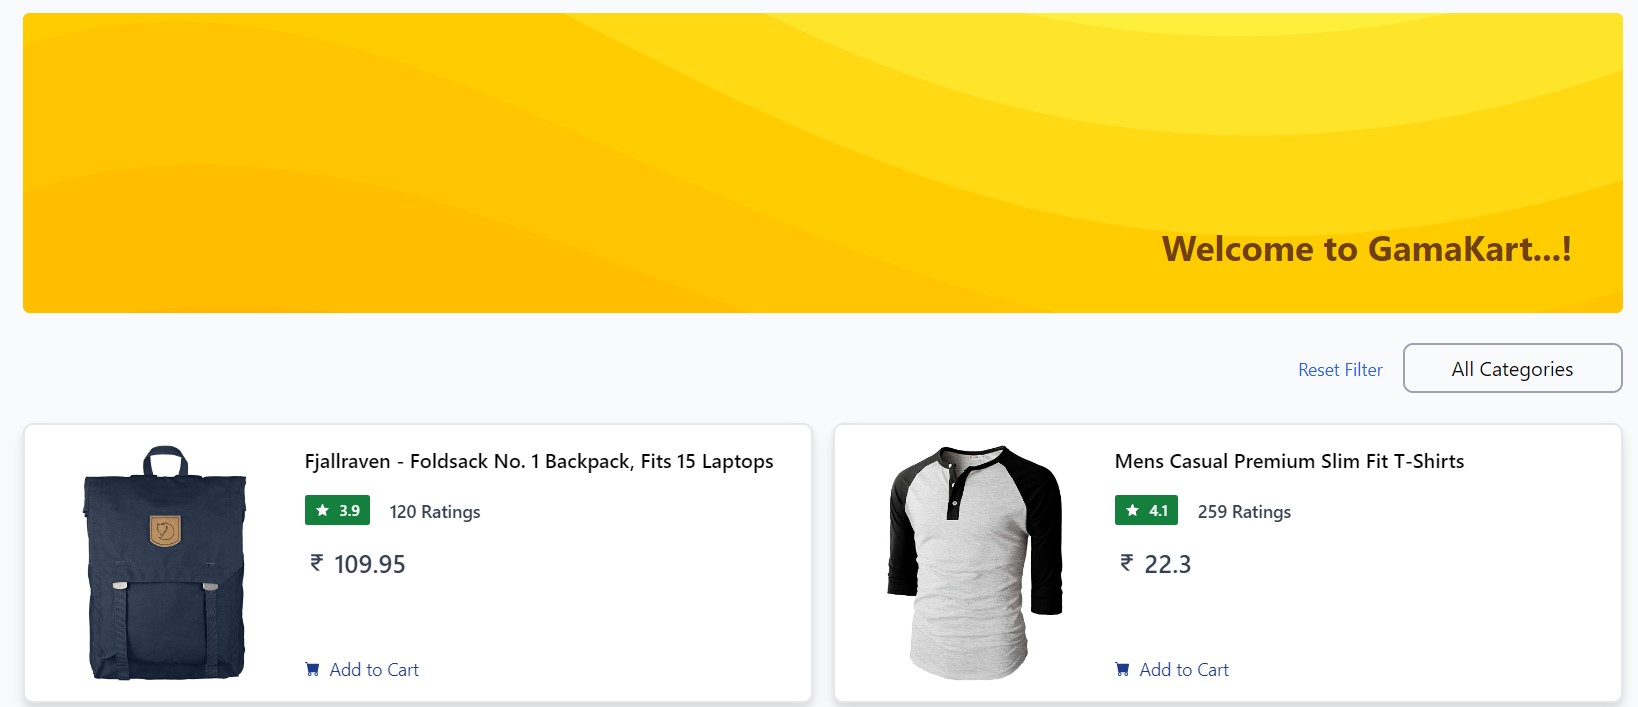 Welcome to GamaKart...!
Reset Filter
All Categories
Fjallraven - Foldsack No. 1 Backpack, Fits 15 Laptops
★ 3.9 120 Ratings
₹ 109.95
Add to Cart
Mens Casual Premium Slim Fit T-Shirts
★ 4.1 259 Ratings
₹ 22.3
Add to Cart